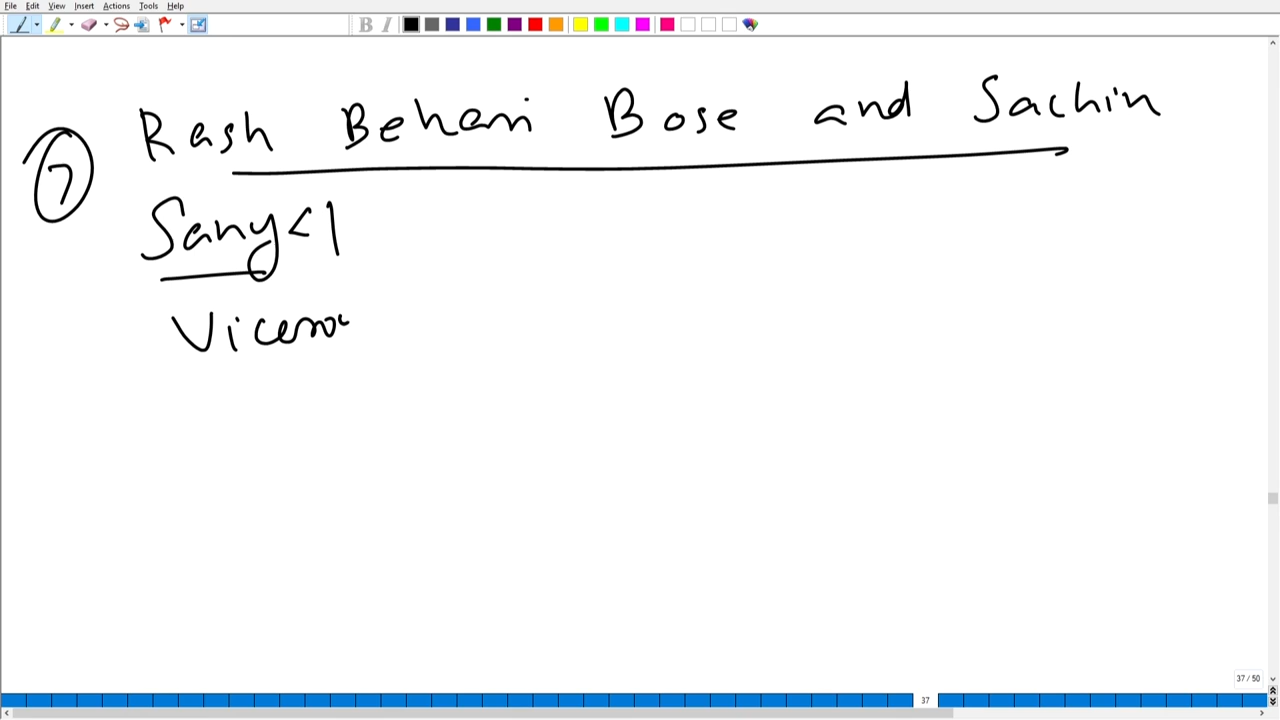 File Edit View Insert Actions Tools Help
B I
7 Rash Behari Bose and Sachin
Sanyal
Vicero
37 / 50
37